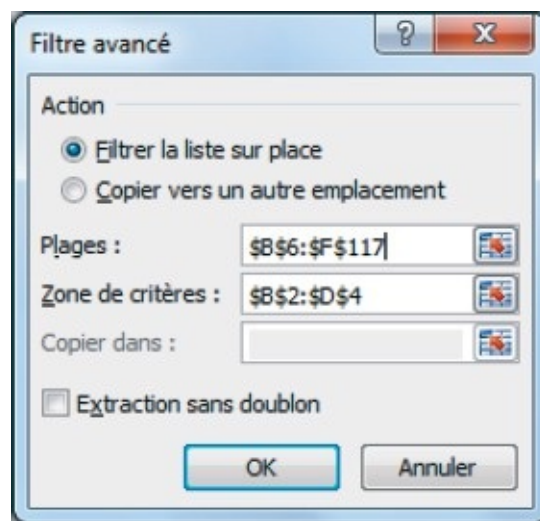 Filtre avancé
Action
Filtrer la liste sur place
Copier vers un autre emplacement
Plages : $B$6:$F$117
Zone de critères : $B$2:$D$4
Copier dans :
Extraction sans doublon
OK Annuler